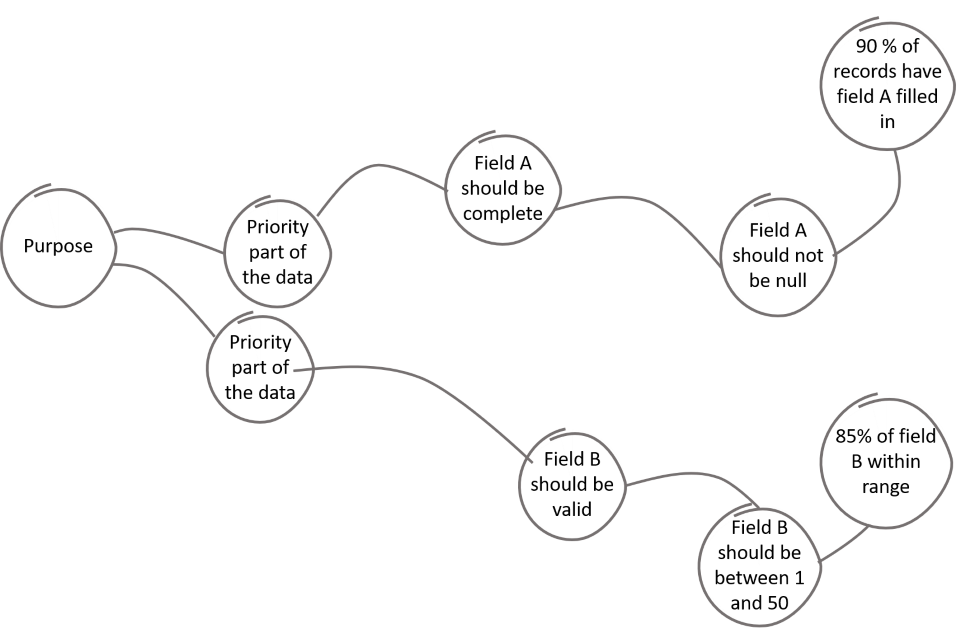 Purpose
Priority
part of
the data
Field A
should be
complete
Field A
should not
be null
90 % of
records have
field A filled
in
Priority
part of
the data
Field B
should be
valid
Field B
should be
between 1
and 50
85% of field
B within
range